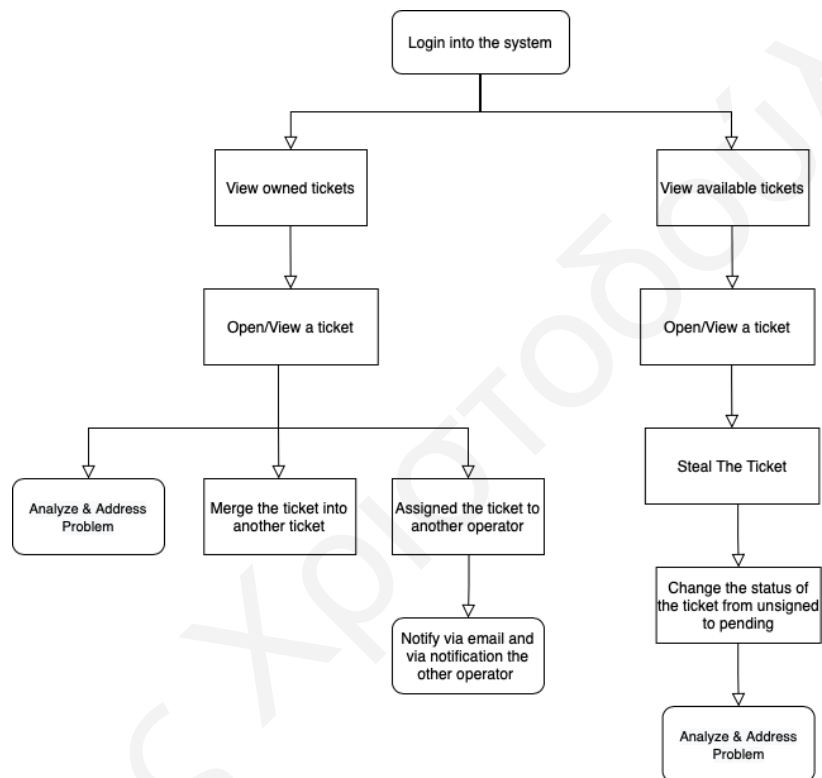 Login into the system
View owned tickets
View available tickets
Open/View a ticket
Open/View a ticket
Steal The Ticket
Analyze & Address
Problem
Merge the ticket into
another ticket
Assigned the ticket to
another operator
Change the status of
the ticket from unsigned
to pending
Notify via email and
via notification the
other operator
Analyze & Address
Problem